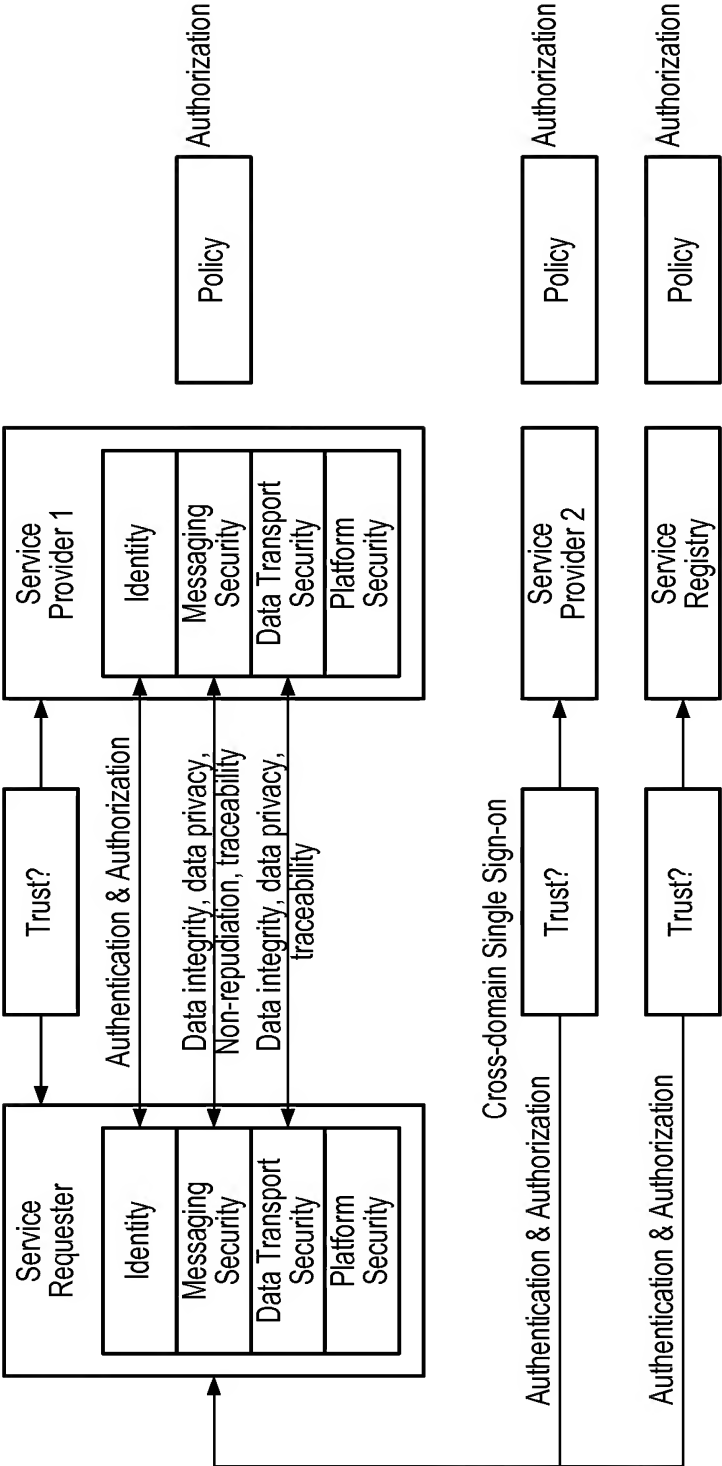 Service
Requester
Identity
Messaging
Security
Data Transport
Security
Platform
Security
Trust?
Authentication & Authorization
Data integrity, data privacy,
Non-repudiation, traceability
Data integrity, data privacy,
traceability
Service
Provider 1
Identity
Messaging
Security
Data Transport
Security
Platform
Security
Policy
Authorization
Cross-domain Single Sign-on
Authentication & Authorization
Trust?
Service
Provider 2
Policy
Authorization
Authentication & Authorization
Trust?
Service
Registry
Policy
Authorization